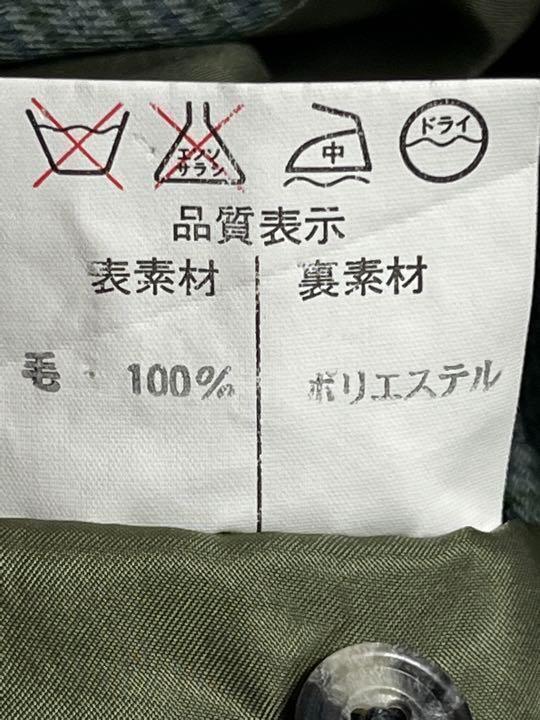 エンソ
サラシ
中
ドライ
品質表示
表素材 裏素材
毛 100% ポリエステル